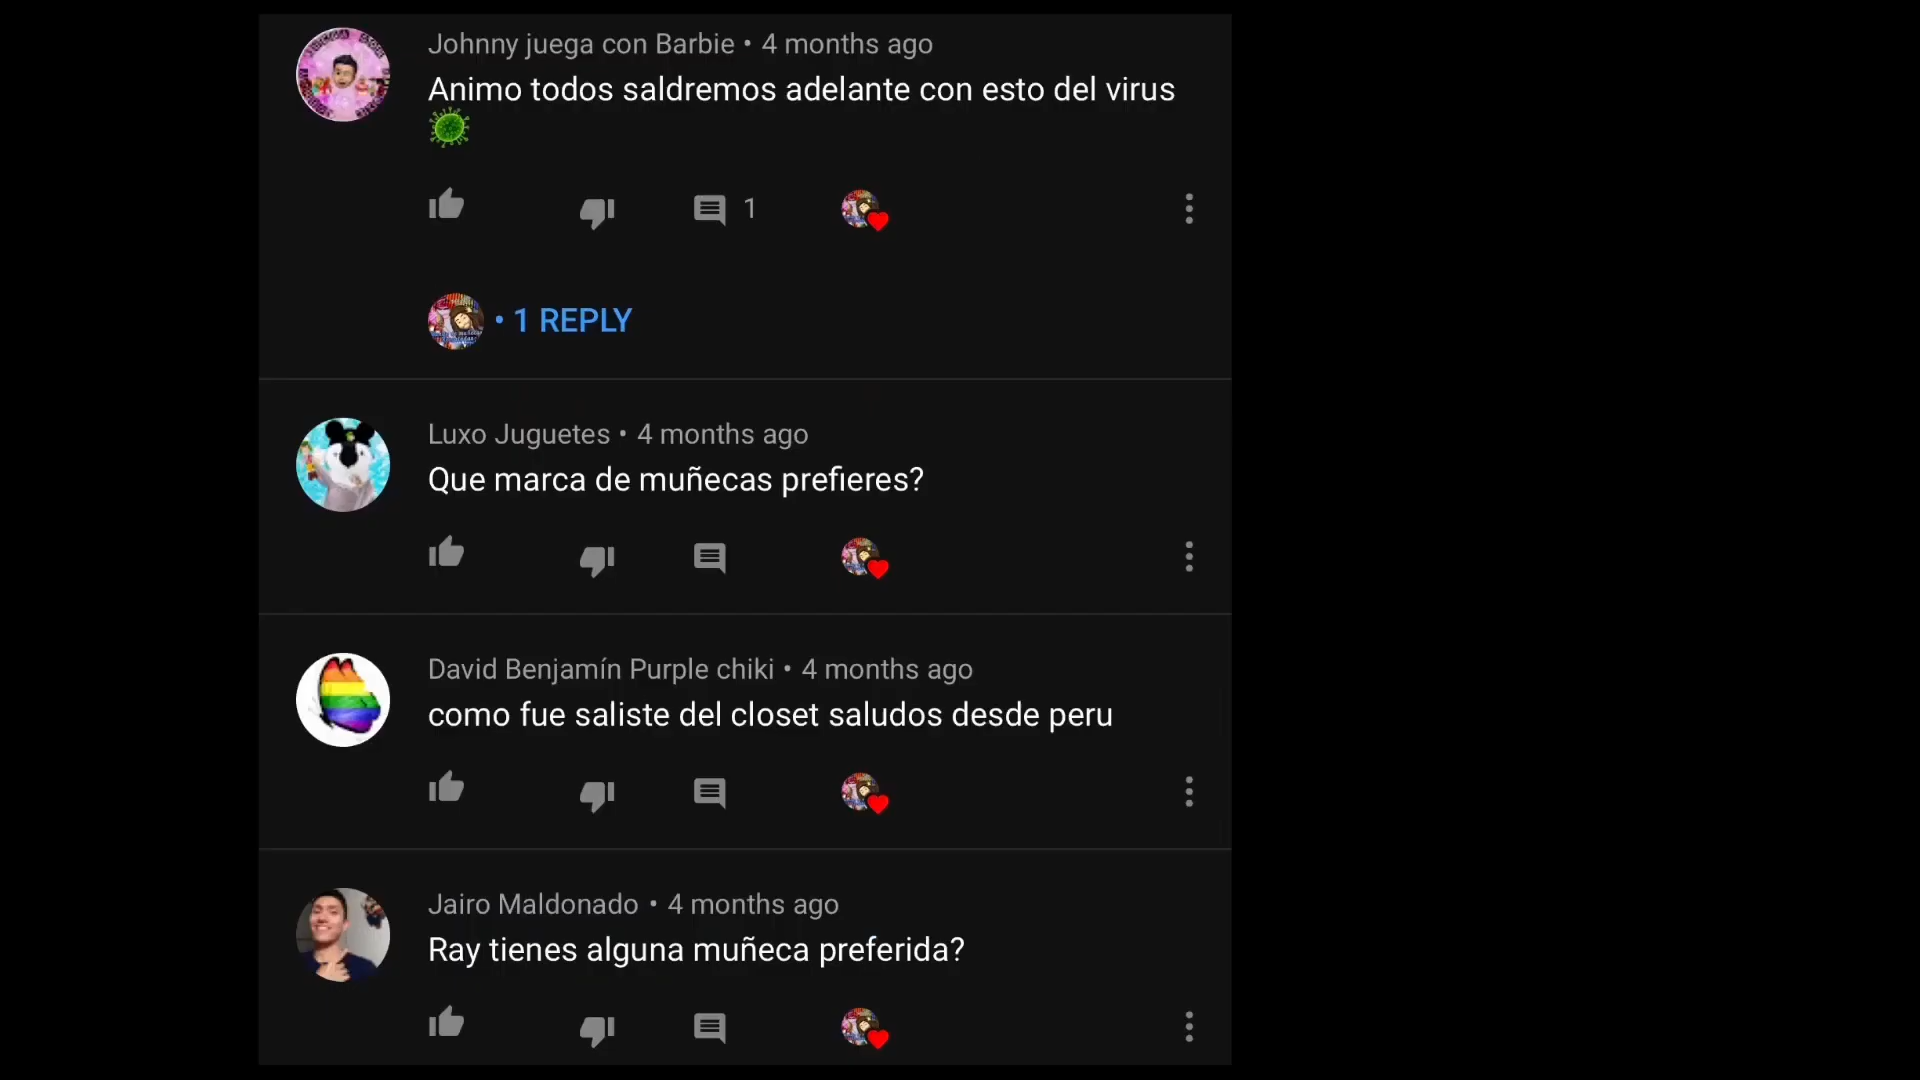 Johnny juega con Barbie • 4 months ago
Animo todos saldremos adelante con esto del virus
1
• 1 REPLY
Luxo Juguetes • 4 months ago
Que marca de muñecas prefieres?
David Benjamín Purple chiki • 4 months ago
como fue saliste del closet saludos desde peru
Jairo Maldonado • 4 months ago
Ray tienes alguna muñeca preferida?